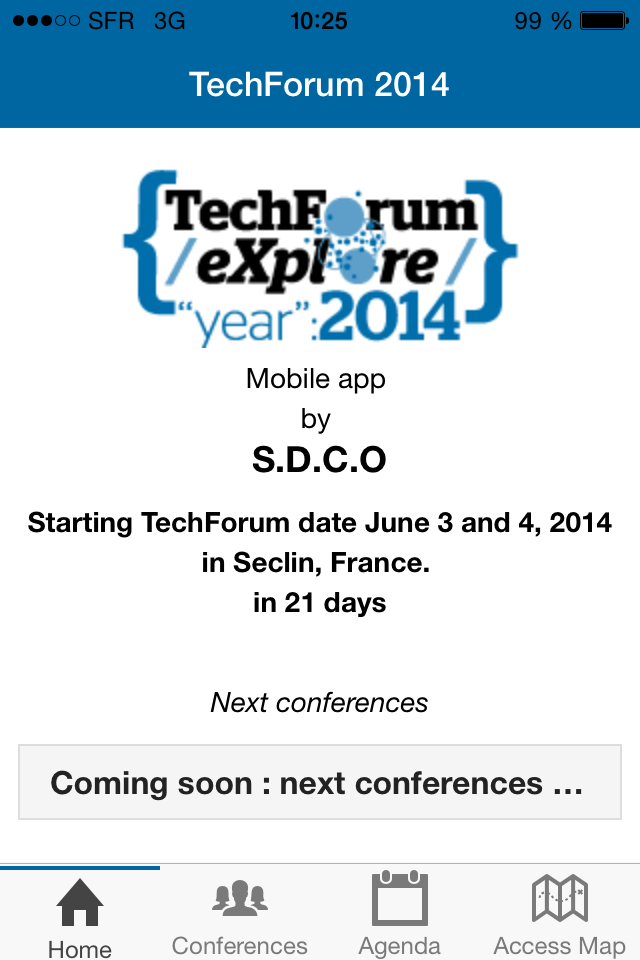 SFR 3G 10:25 99 %
TechForum 2014
{TechForum
/eXplore/}
"year":2014
Mobile app
by
S.D.C.O
Starting TechForum date June 3 and 4, 2014
in Seclin, France.
in 21 days
Next conferences
Coming soon : next conferences ...
Home Conferences Agenda Access Map